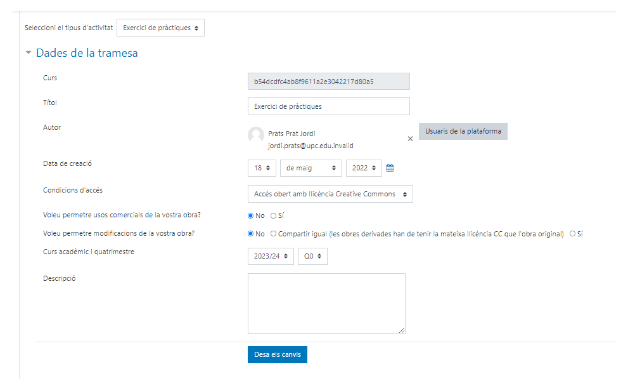 Seleccioni el tipus d'activitat Exercici de pràctiques
Dades de la tramesa
Curs b54dcdfc4ab8f9611a2e3042217d80a5
Títol Exercici de pràctiques
Autor Prats Prat Jordi × Usuaris de la plataforma
jordi.prats@upc.edu.invalid
Data de creació 18 de maig 2022
Condicions d'accés Accés obert amb llicència Creative Commons
Voleu permetre usos comercials de la vostra obra? No Sí
Voleu permetre modificacions de la vostra obra? No Compartir igual (les obres derivades han de tenir la mateixa llicència CC que l'obra original) Sí
Curs acadèmic i quatrimestre 2023/24 Q0
Descripció
Desa els canvis